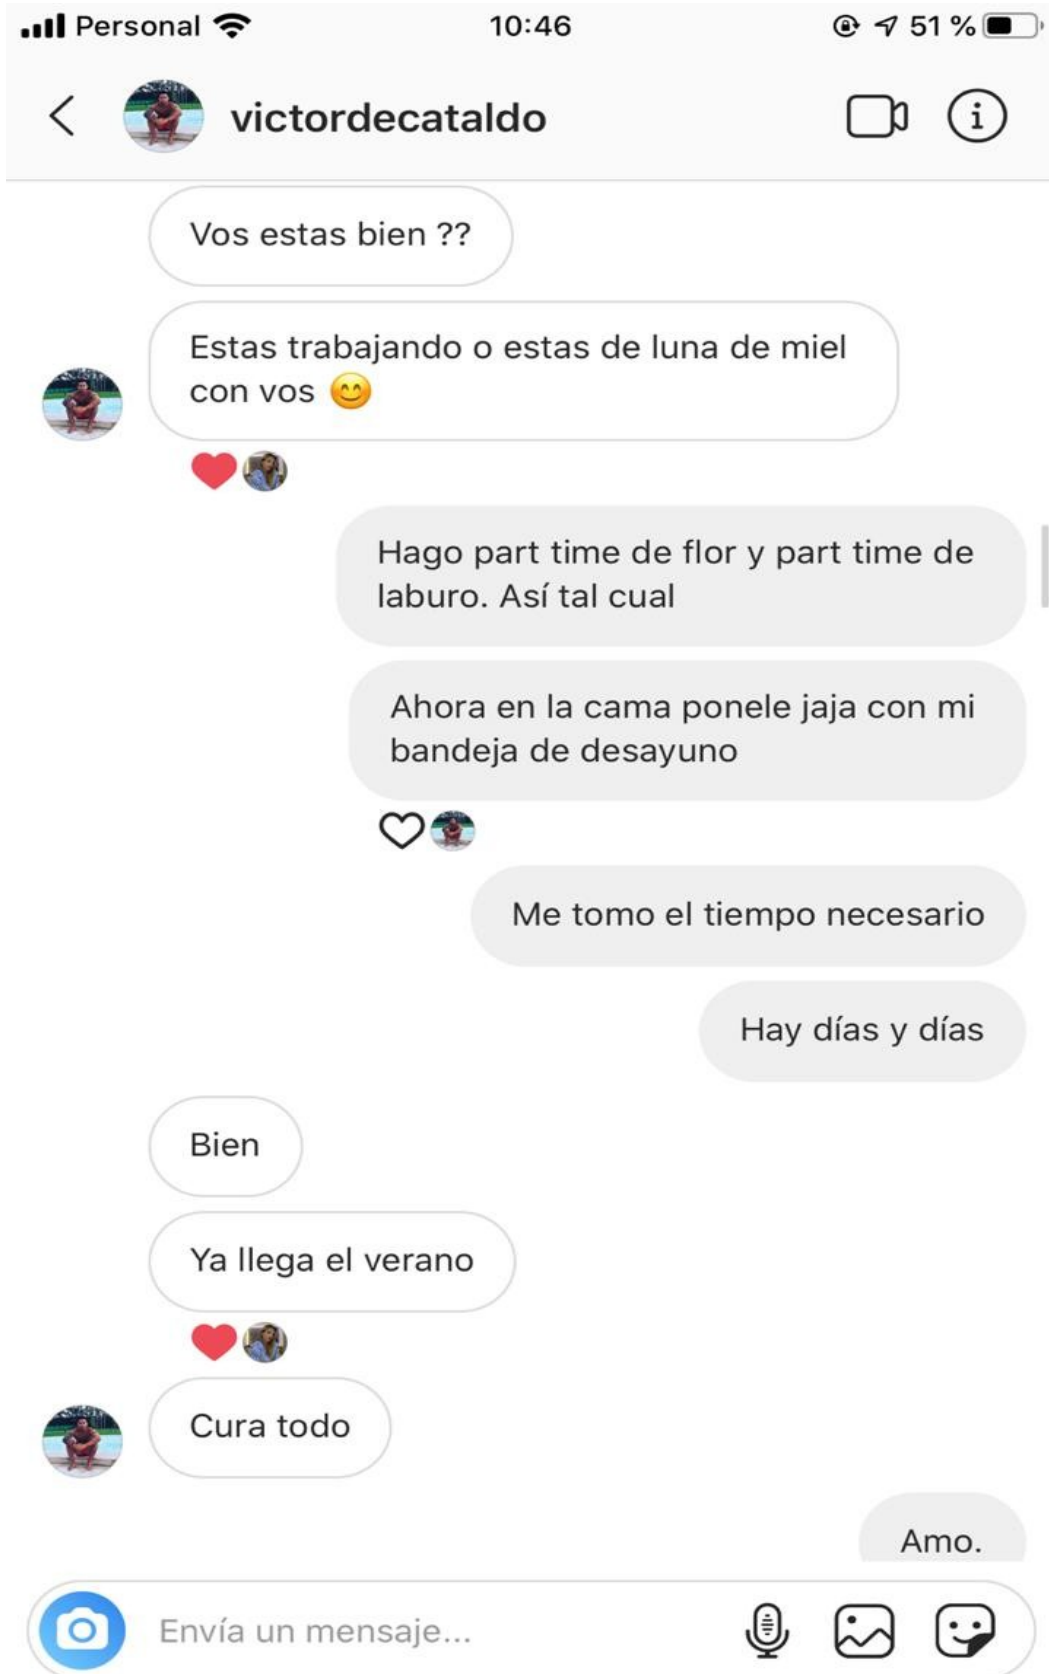 Personal 10:46 51 %
victordecataldo
Vos estas bien ??
Estas trabajando o estas de luna de miel
con vos 😊
Hago part time de flor y part time de
laburo. Así tal cual
Ahora en la cama ponele jaja con mi
bandeja de desayuno
Me tomo el tiempo necesario
Hay días y días
Bien
Ya llega el verano
Cura todo
Amo.
Envía un mensaje...